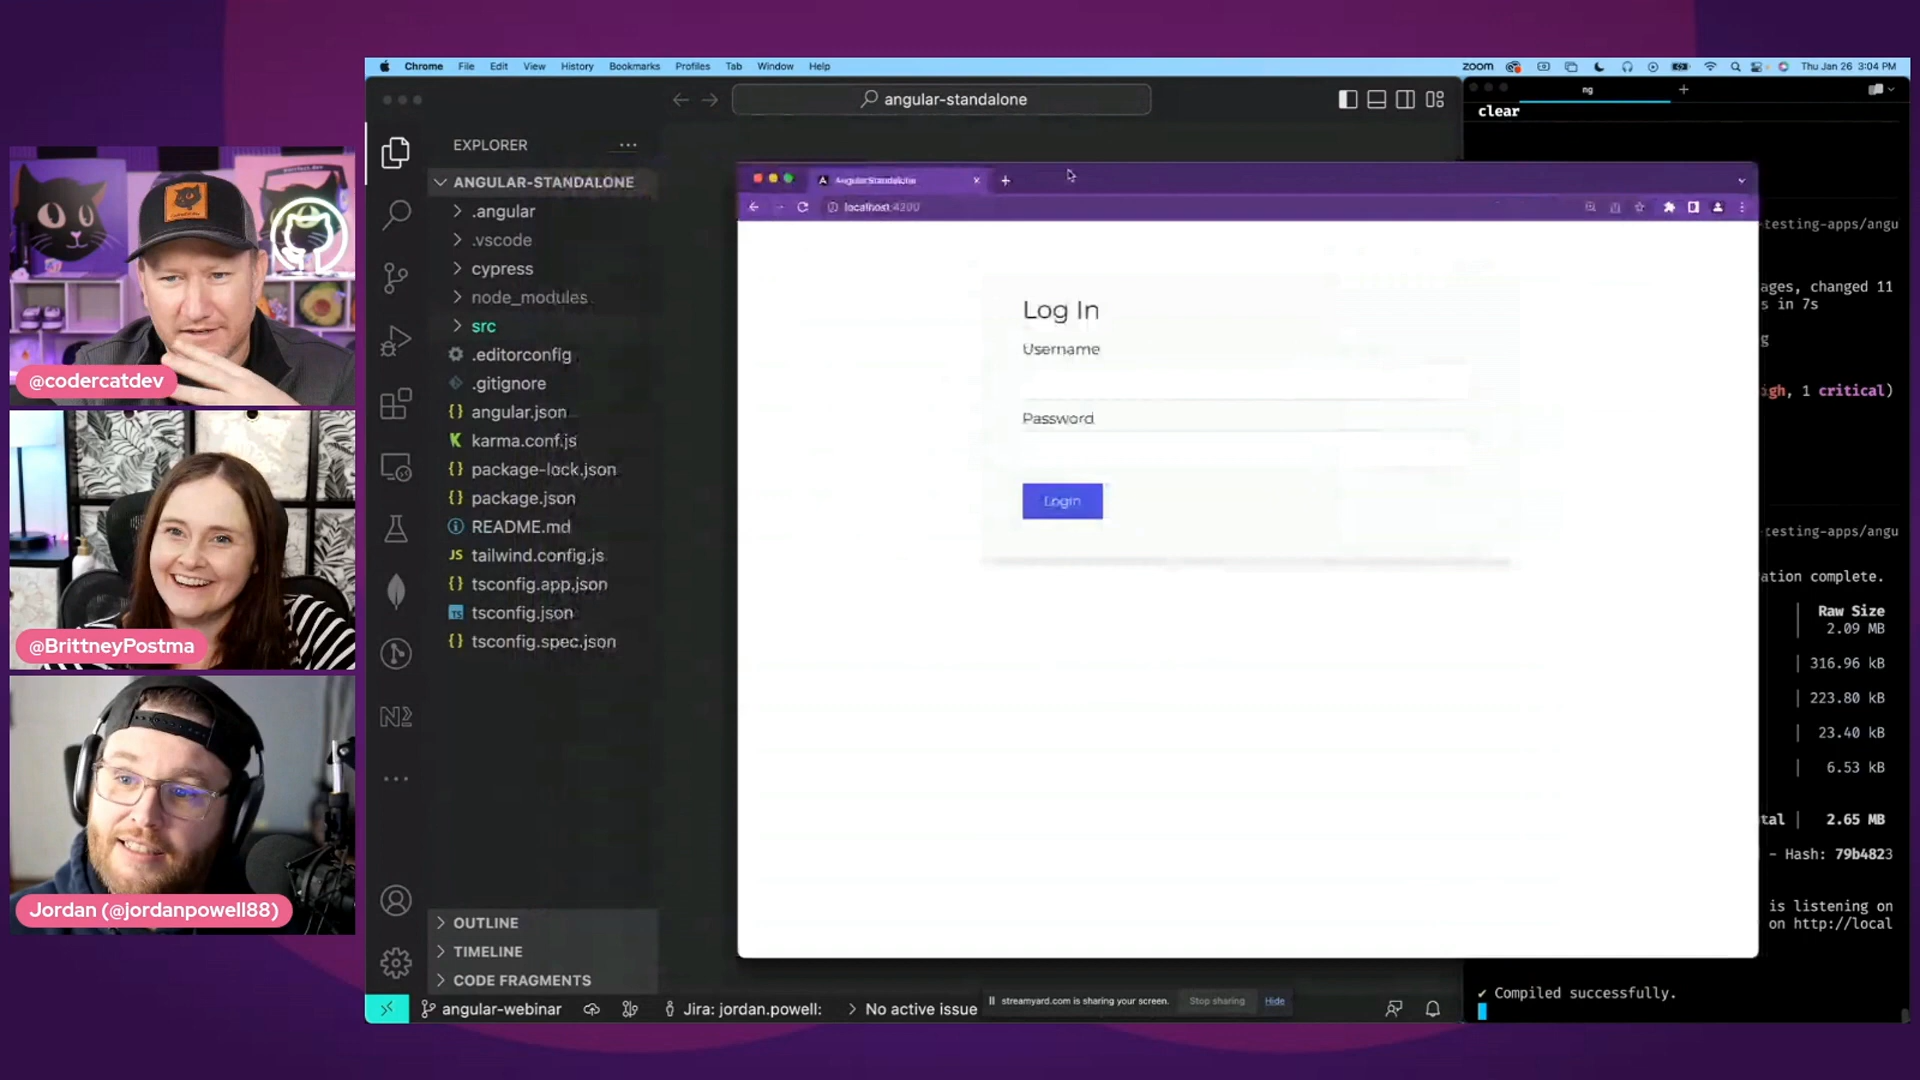 Chrome File Edit View History Bookmarks Profiles Tab Window Help
zoom Thu Jan 26 3:04 PM
angular-standalone
ng
clear
EXPLORER
ANGULAR-STANDALONE
.angular
.vscode
cypress
node_modules
src
.editorconfig
.gitignore
angular.json
karma.conf.js
package-lock.json
package.json
README.md
tailwind.config.js
tsconfig.app.json
tsconfig.json
tsconfig.spec.json
OUTLINE
TIMELINE
CODE FRAGMENTS
AngularStandalone
localhost:4200
Log In
Username
Password
Login
-testing-apps/angu
ages, changed 11
s in 7s
g
igh, 1 critical)
-testing-apps/angu
ation complete.
| Raw Size
| 2.09 MB
| 316.96 kB
| 223.80 kB
| 23.40 kB
| 6.53 kB
tal | 2.65 MB
- Hash: 79b4823
is listening on
on http://local
✔ Compiled successfully.
angular-webinar Jira: jordan.powell: No active issue
streamyard.com is sharing your screen. Stop sharing Hide
@codercatdev
@BrittneyPostma
Jordan (@jordanpowell88)